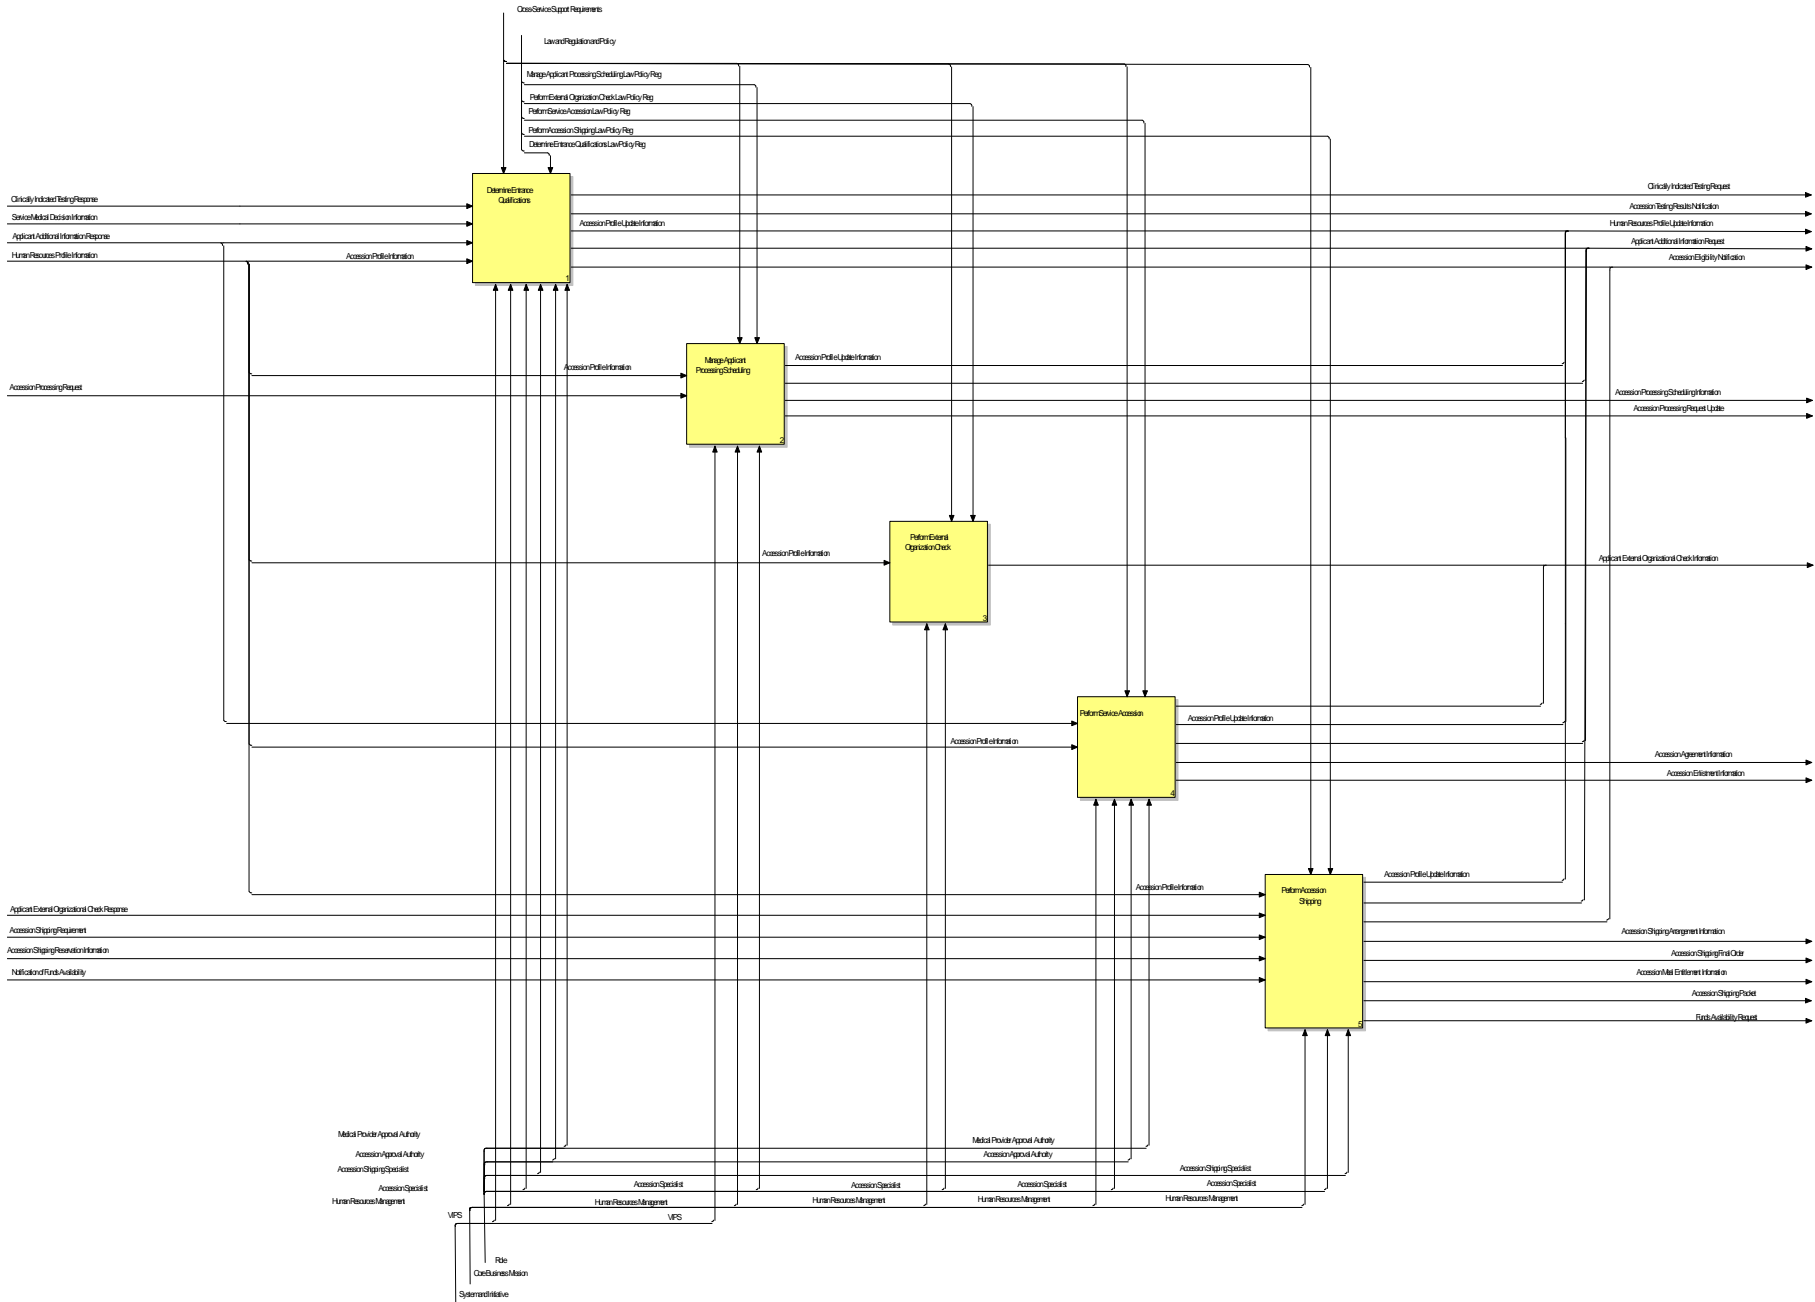 Cross-Service Support Requirements
Law and Regulation and Policy
Manage Applicant Processing Scheduling Law Policy Reg
Perform External Organization Check Law Policy Reg
Perform Service Accession Law Policy Reg
Perform Accession Shipping Law Policy Reg
Determine Entrance Qualifications Law Policy Reg
Determine Entrance
Qualifications
1
Clinically Indicated Testing Response
Service Medical Decision Information
Applicant Additional Information Response
Human Resources Profile Information
Accession Profile Information
Accession Profile Update Information
Clinically Indicated Testing Request
Accession Testing Results Notification
Human Resources Profile Update Information
Applicant Additional Information Request
Accession Eligibility Notification
Manage Applicant
Processing Scheduling
2
Accession Profile Information
Accession Processing Request
Accession Profile Update Information
Accession Processing Scheduling Information
Accession Processing Request Update
Perform External
Organization Check
3
Accession Profile Information
Applicant External Organizational Check Information
Perform Service Accession
4
Accession Profile Information
Accession Profile Update Information
Accession Agreement Information
Accession Enlistment Information
Perform Accession
Shipping
5
Accession Profile Information
Applicant External Organizational Check Response
Accession Shipping Requirement
Accession Shipping Reservation Information
Notification of Funds Availability
Accession Profile Update Information
Accession Shipping Arrangement Information
Accession Shipping Final Order
Accession Meal Entitlement Information
Accession Shipping Packet
Funds Availability Request
Medical Provider Approval Authority
Medical Provider Approval Authority
Accession Approval Authority
Accession Approval Authority
Accession Shipping Specialist
Accession Shipping Specialist
Accession Specialist
Accession Specialist
Accession Specialist
Accession Specialist
Accession Specialist
Human Resources Management
Human Resources Management
Human Resources Management
Human Resources Management
Human Resources Management
VIPS
VIPS
Role
Core Business Mission
System and Initiative